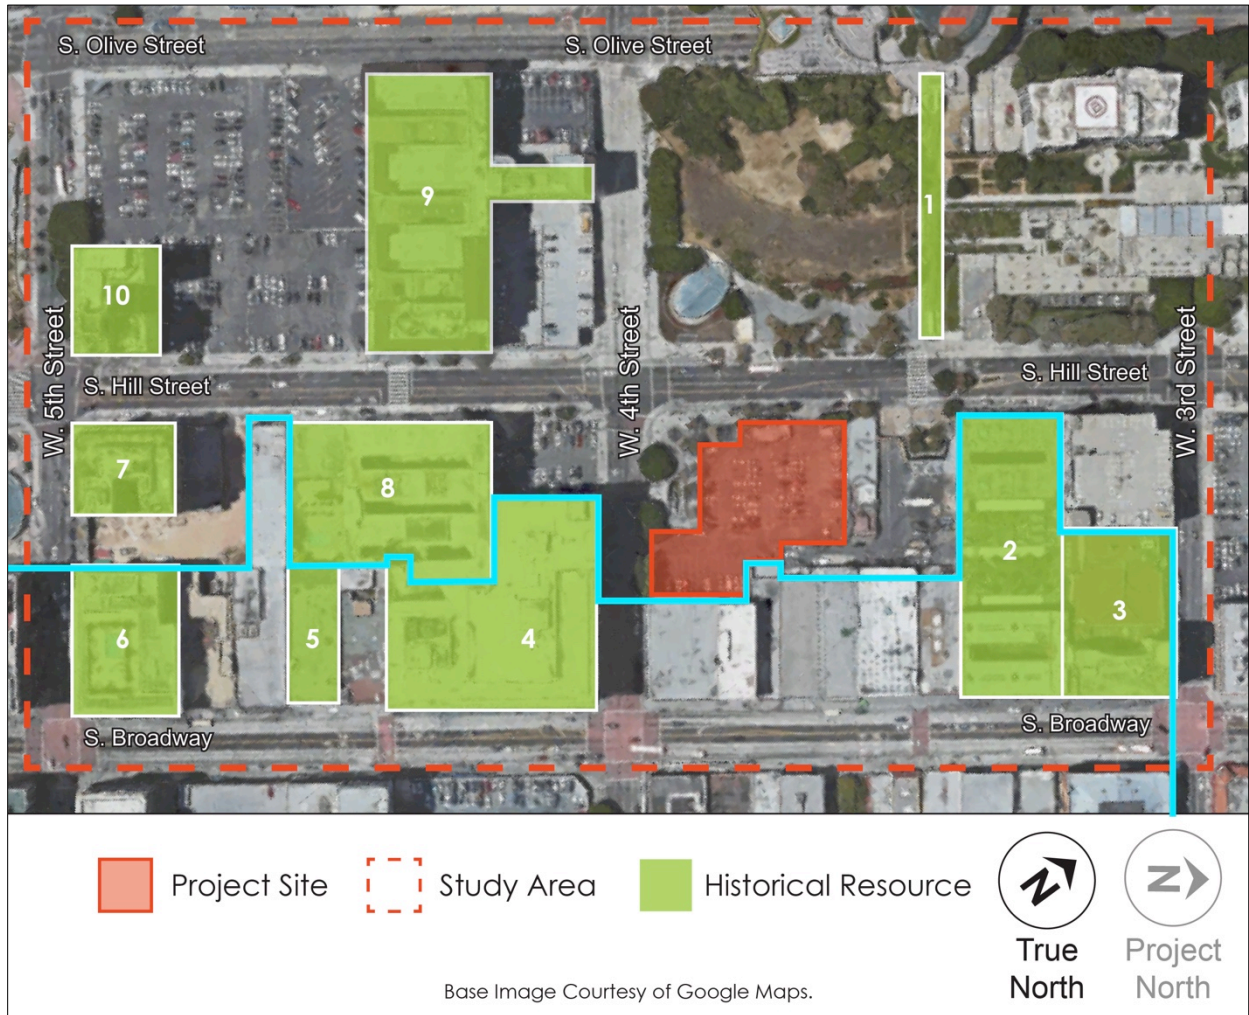 S. Olive Street
S. Olive Street
1
9
10
W. 5th Street
W. 4th Street
W. 3rd Street
S. Hill Street
S. Hill Street
7
8
2
3
6
5
4
S. Broadway
S. Broadway
Project Site
Study Area
Historical Resource
N
N
True
North
Project
North
Base Image Courtesy of Google Maps.